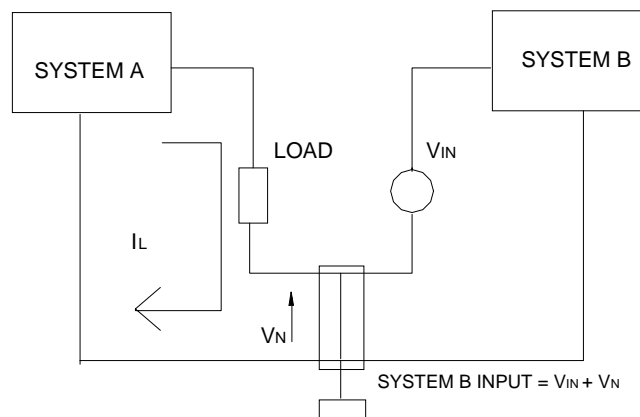 SYSTEM A
SYSTEM B
LOAD
VIN
IL
VN
SYSTEM B INPUT = VIN + VN